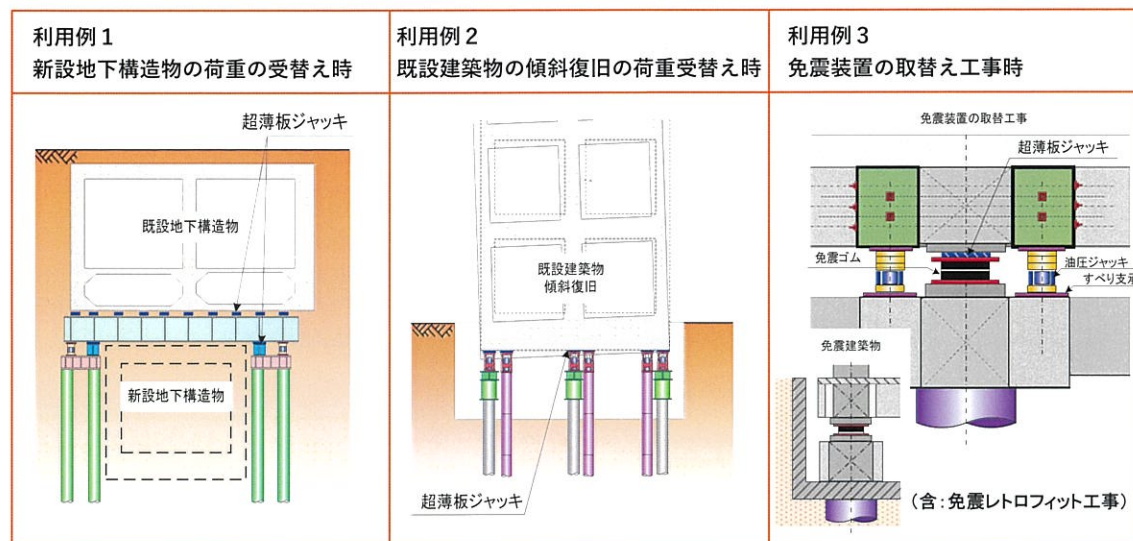 利用例1
新設地下構造物の荷重の受替え時
超薄板ジャッキ
既設地下構造物
新設地下構造物
利用例2
既設建築物の傾斜復旧の荷重受替え時
既設建築物
傾斜復旧
超薄板ジャッキ
利用例3
免震装置の取替え工事時
免震装置の取替工事
超薄板ジャッキ
免震ゴム
油圧ジャッキ
すべり支承
免震建築物
(含:免震レトロフィット工事)